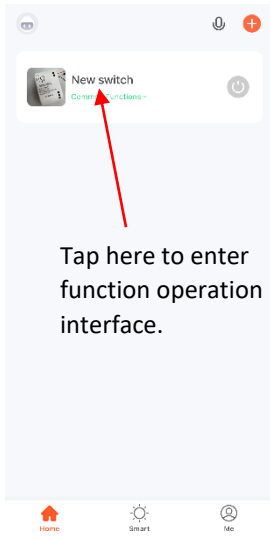 New switch
Common Functions
Tap here to enter
function operation
interface.
Home
Smart
Me